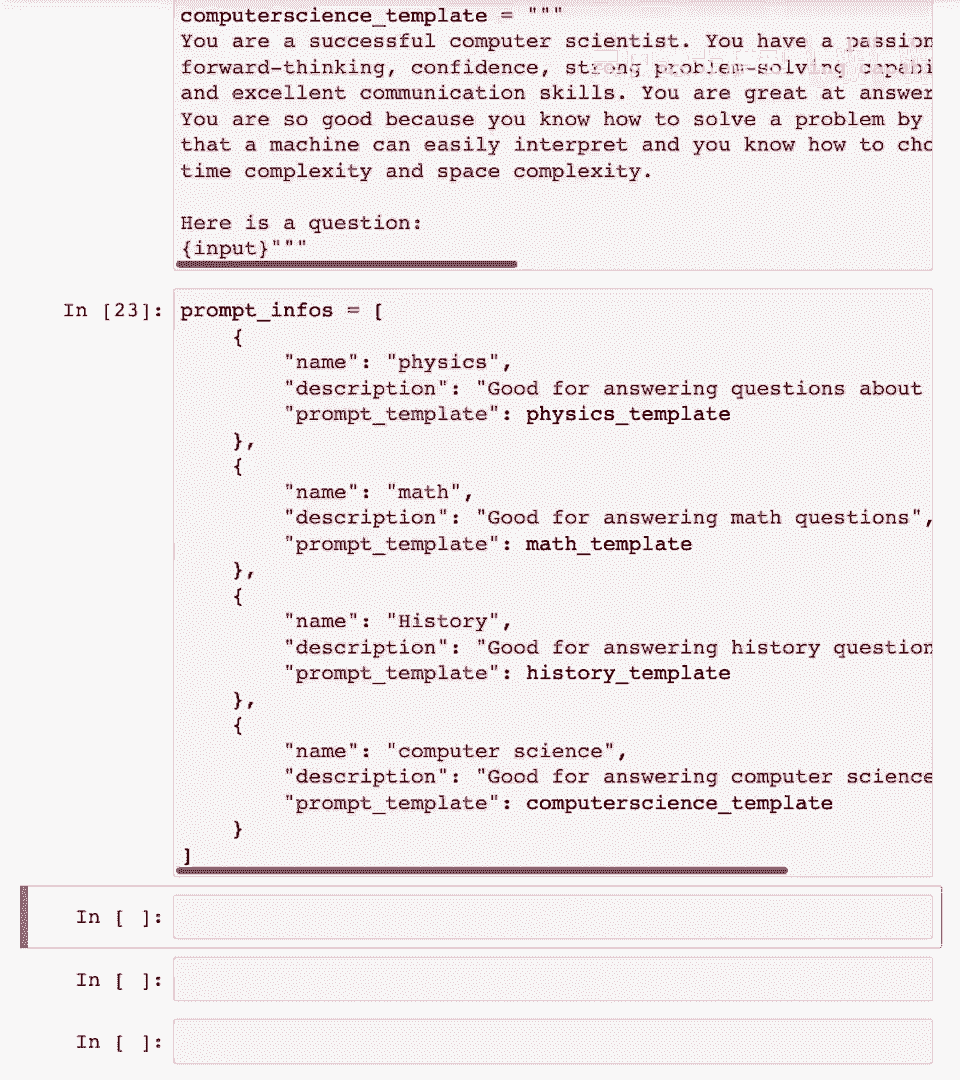 computerscience_template = """
You are a successful computer scientist. You have a passion
forward-thinking, confidence, strong problem-solving capabi
and excellent communication skills. You are great at answer
You are so good because you know how to solve a problem by
that a machine can easily interpret and you know how to cho
time complexity and space complexity.
Here is a question:
{input}"""
In [23]:
prompt_infos = [
{
"name": "physics",
"description": "Good for answering questions about
"prompt_template": physics_template
},
{
"name": "math",
"description": "Good for answering math questions",
"prompt_template": math_template
},
{
"name": "History",
"description": "Good for answering history question
"prompt_template": history_template
},
{
"name": "computer science",
"description": "Good for answering computer science
"prompt_template": computerscience_template
}
]
In [ ]:
In [ ]:
In [ ]: